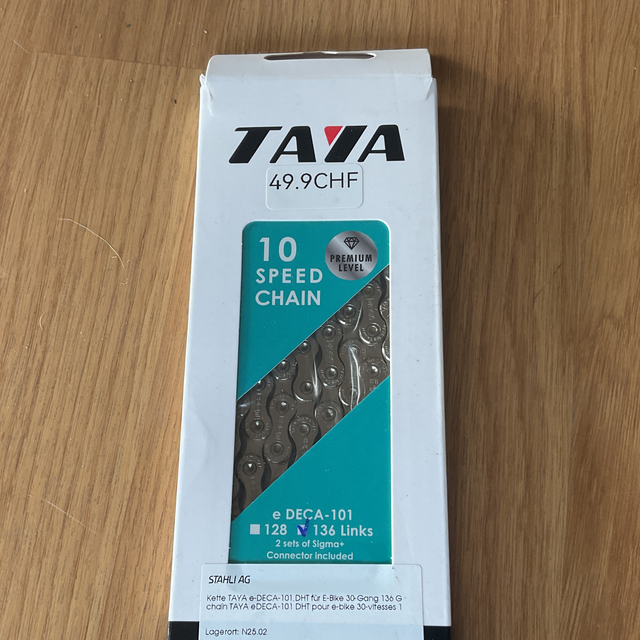 TAYA
49.9CHF
10
SPEED
CHAIN
PREMIUM
LEVEL
e DECA-101
128 136 Links
2 sets of Sigma+
Connector included
STAHLI AG
Kette TAYA e-DECA-101 DHT für E-Bike 30-Gang 136 G
chain TAYA eDECA-101 DHT pour e-bike 30-vitesses 1
Lagerort: N25.02